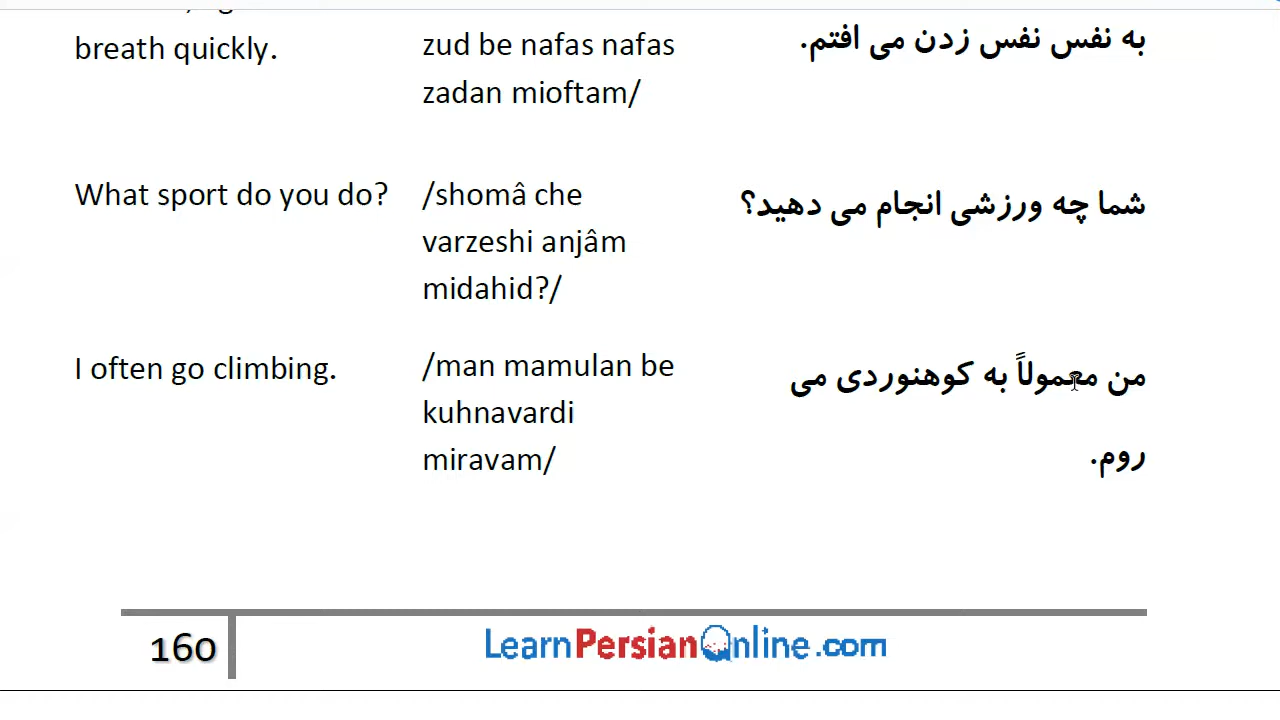 breath quickly.
zud be nafas nafas
zadan mioftam/
به نفس نفس زدن می افتم.
What sport do you do?
/shomâ che
varzeshi anjâm
midahid?/
شما چه ورزشی انجام می دهید؟
I often go climbing.
/man mamulan be
kuhnavardi
miravam/
من معمولاً به کوهنوردی می
روم.
160
LearnPersianOnline.com